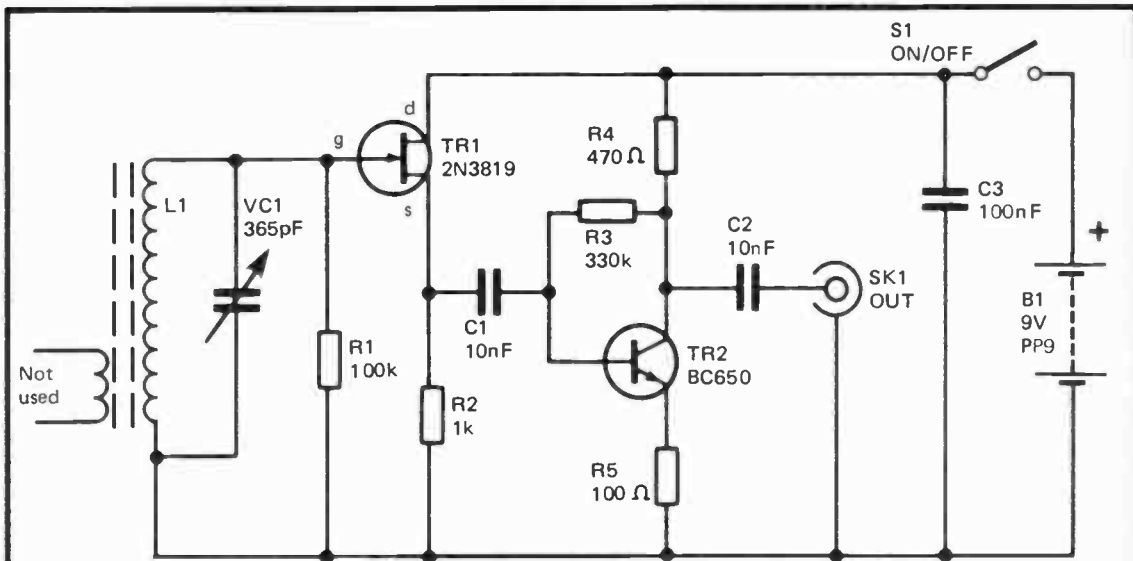 S1
ON/OFF
d
g
TR1
2N3819
s
R4
470 Ω
L1
VC1
365pF
R3
330k
C2
10nF
C3
100nF
+
SK1
OUT
C1
10nF
B1
9V
PP9
R1
100k
TR2
BC650
Not
used
R2
1k
R5
100 Ω